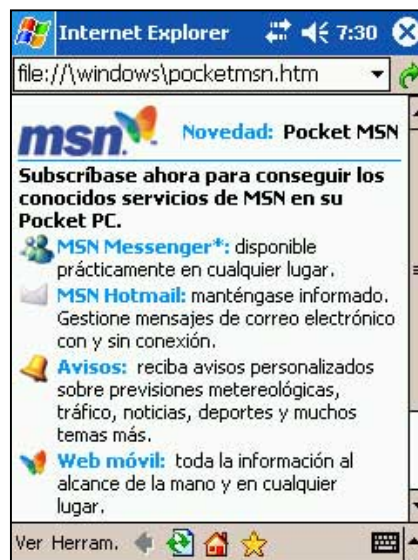 Internet Explorer 7:30
file://\windows\pocketmsn.htm
msn Novedad: Pocket MSN
Subscríbase ahora para conseguir los
conocidos servicios de MSN en su
Pocket PC.
MSN Messenger*: disponible
prácticamente en cualquier lugar.
MSN Hotmail: manténgase informado.
Gestione mensajes de correo electrónico
con y sin conexión.
Avisos: reciba avisos personalizados
sobre previsiones metereológicas,
tráfico, noticias, deportes y muchos
temas más.
Web móvil: toda la información al
alcance de la mano y en cualquier
lugar.
Ver Herram.